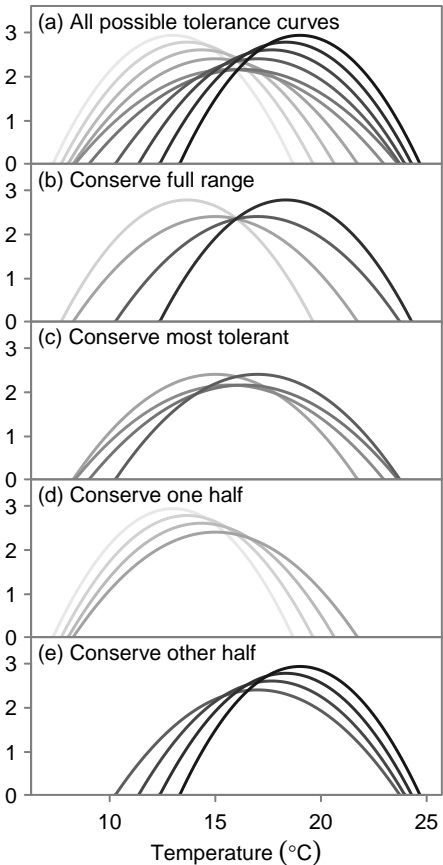 (a) All possible tolerance curves
3
2
1
0
(b) Conserve full range
3
2
1
0
(c) Conserve most tolerant
3
2
1
0
(d) Conserve one half
3
2
1
0
(e) Conserve other half
3
2
1
0
10 15 20 25
Temperature (°C)